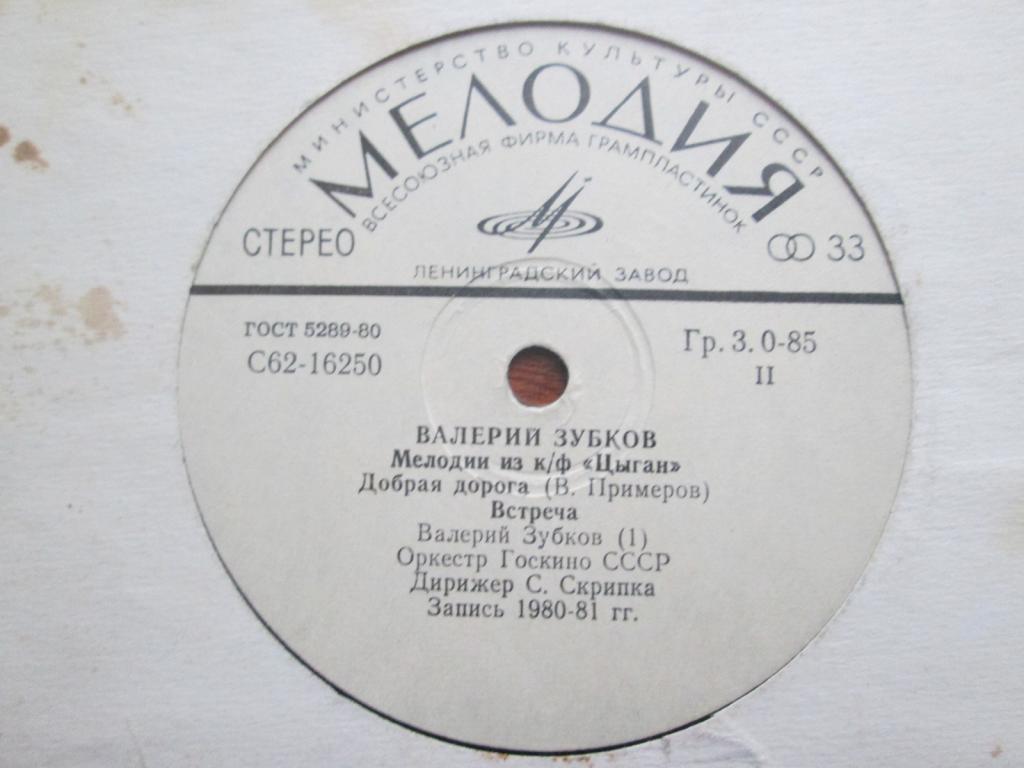 МИНИСТЕРСТВО КУЛЬТУРЫ СССР
МЕЛОДИЯ
ВСЕСОЮЗНАЯ ФИРМА ГРАМПЛАСТИНОК
СТЕРЕО
33
ЛЕНИНГРАДСКИЙ ЗАВОД
ГОСТ 5289-80
С62-16250
Гр. 3. 0-85
II
ВАЛЕРИЙ ЗУБКОВ
Мелодии из к/ф «Цыган»
Добрая дорога (В. Примеров)
Встреча
Валерий Зубков (1)
Оркестр Госкино СССР
Дирижер С. Скрипка
Запись 1980-81 гг.